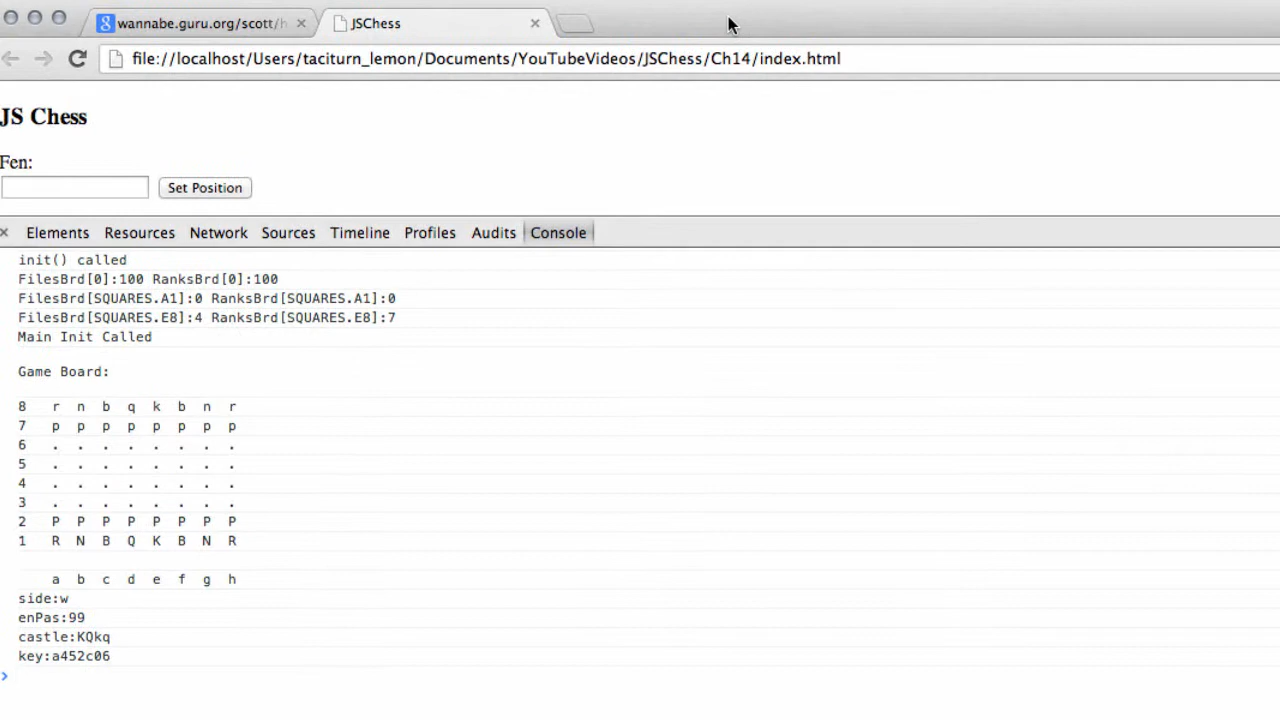 wannabe.guru.org/scott/h
JSChess
file://localhost/Users/taciturn_lemon/Documents/YouTubeVideos/JSChess/Ch14/index.html
JS Chess
Fen:
Set Position
Elements Resources Network Sources Timeline Profiles Audits Console
init() called
FilesBrd[0]:100 RanksBrd[0]:100
FilesBrd[SQUARES.A1]:0 RanksBrd[SQUARES.A1]:0
FilesBrd[SQUARES.E8]:4 RanksBrd[SQUARES.E8]:7
Main Init Called
Game Board:
8 r n b q k b n r
7 p p p p p p p p
6 . . . . . . . .
5 . . . . . . . .
4 . . . . . . . .
3 . . . . . . . .
2 P P P P P P P P
1 R N B Q K B N R
a b c d e f g h
side:w
enPas:99
castle:KQkq
key:a452c06